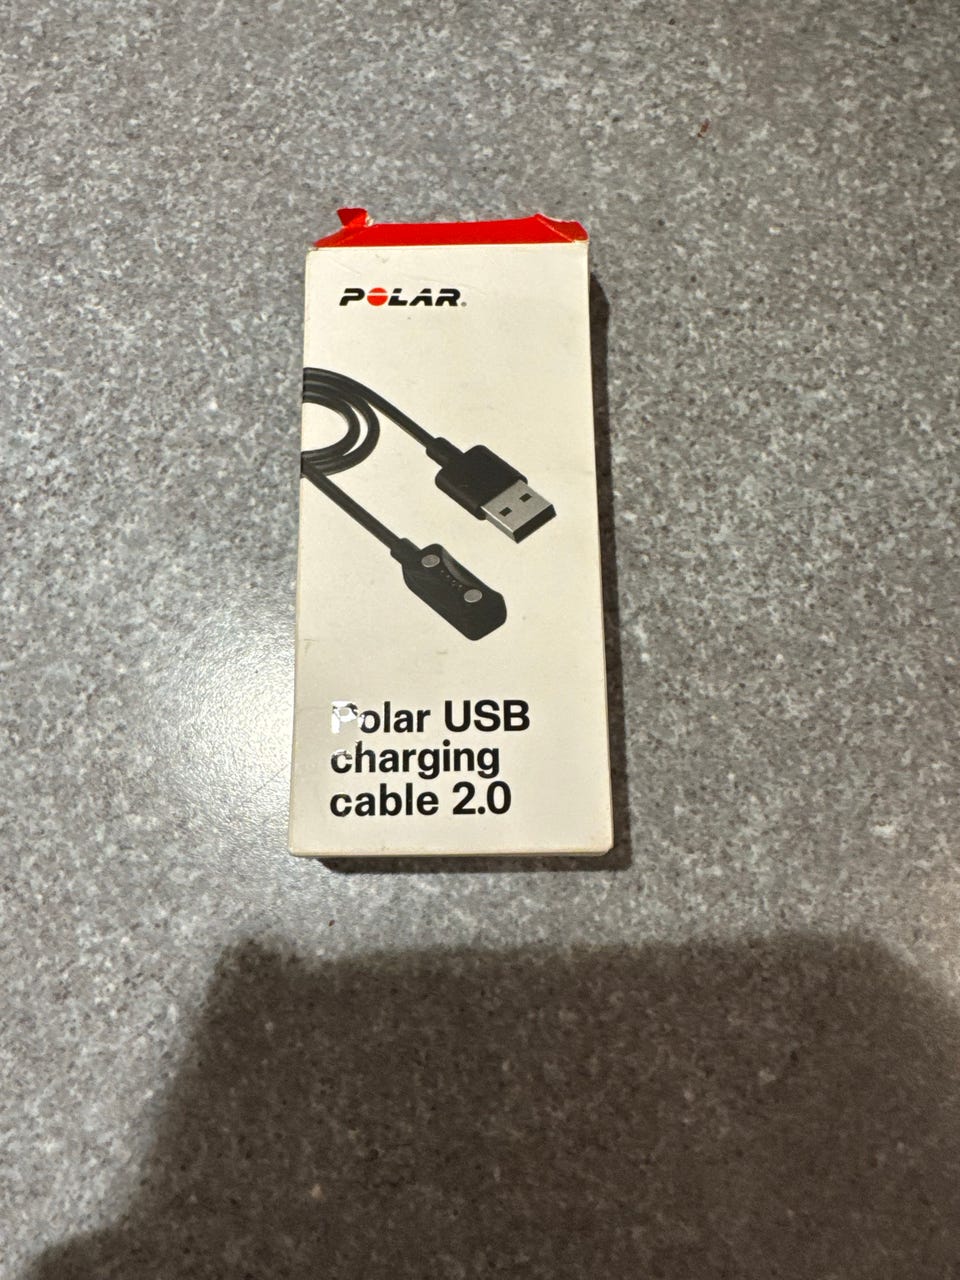 POLAR.
Polar USB
charging
cable 2.0